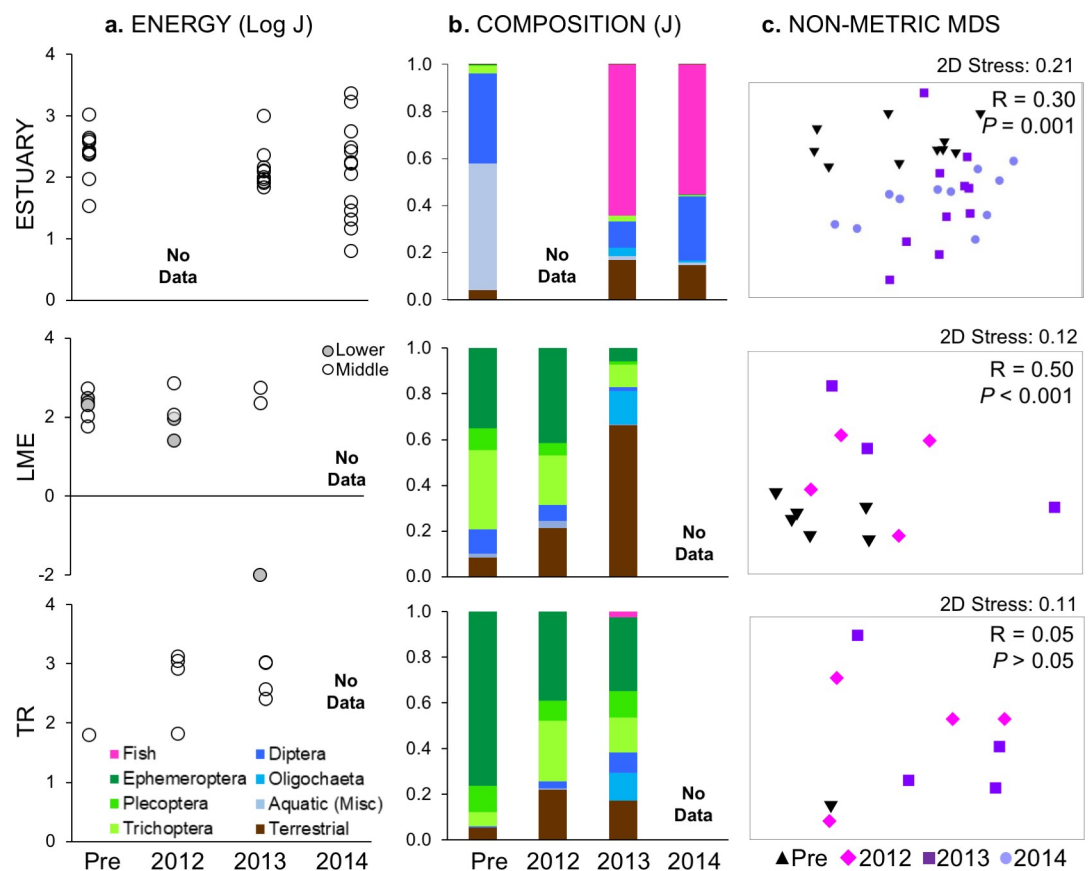 a. ENERGY (Log J)
b. COMPOSITION (J)
c. NON-METRIC MDS
ESTUARY
4
3
2
1
0
No
Data
1.0
0.8
0.6
0.4
0.2
0.0
No
Data
2D Stress: 0.21
R = 0.30
P = 0.001
LME
4
2
0
-2
Lower
Middle
No
Data
1.0
0.8
0.6
0.4
0.2
0.0
No
Data
2D Stress: 0.12
R = 0.50
P < 0.001
TR
4
3
2
1
0
No
Data
Fish
Ephemeroptera
Plecoptera
Trichoptera
Diptera
Oligochaeta
Aquatic (Misc)
Terrestrial
Pre 2012 2013 2014
1.0
0.8
0.6
0.4
0.2
0.0
No
Data
Pre 2012 2013 2014
2D Stress: 0.11
R = 0.05
P > 0.05
Pre 2012 2013 2014